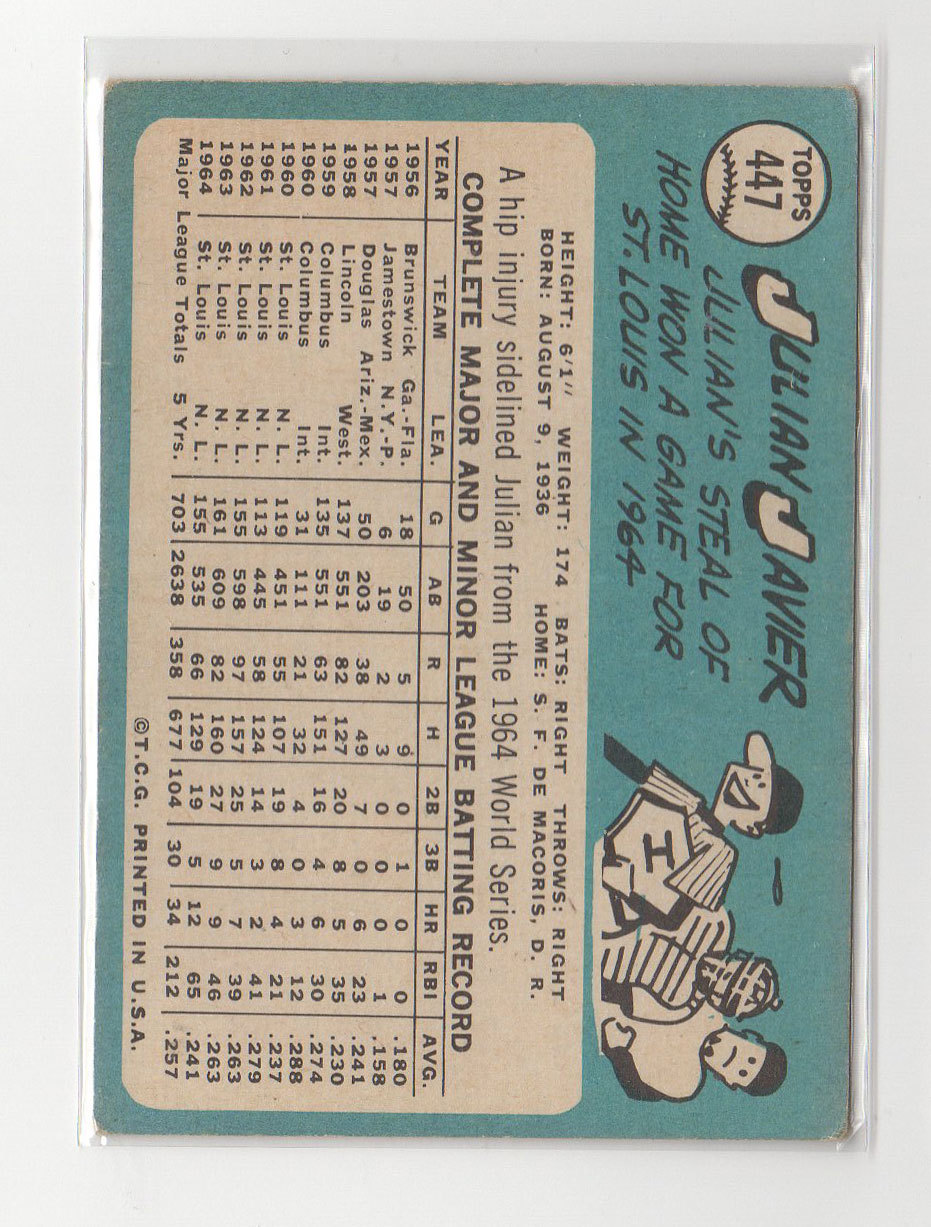 TOPPS
447
JULIAN JAVIER
JULIAN'S STEAL OF
HOME WON A GAME FOR
ST. LOUIS IN 1964
HEIGHT: 6'1" WEIGHT: 174 BATS: RIGHT THROWS: RIGHT
BORN: AUGUST 9, 1936 HOME: S. F. DE MACORIS, D. R.
A hip injury sidelined Julian from the 1964 World Series.
COMPLETE MAJOR AND MINOR LEAGUE BATTING RECORD
YEAR TEAM LEA. G AB R H 2B 3B HR RBI AVG.
1956 Brunswick Ga.-Fla. 18 50 5 9 0 1 0 0 .180
1957 Jamestown N.Y.-P. 6 19 2 3 0 0 0 1 .158
1957 Douglas Ariz.-Mex. 50 203 38 49 7 0 6 23 .241
1958 Lincoln West. 137 551 82 127 20 8 5 35 .230
1959 Columbus Int. 135 551 63 151 16 4 6 30 .274
1960 Columbus Int. 31 111 21 32 4 0 3 12 .288
1960 St. Louis N. L. 119 451 55 107 19 8 4 21 .237
1961 St. Louis N. L. 113 445 58 124 14 3 2 41 .279
1962 St. Louis N. L. 155 598 97 157 25 5 7 39 .263
1963 St. Louis N. L. 161 609 82 160 27 9 9 46 .263
1964 St. Louis N. L. 155 535 66 129 19 5 12 65 .241
Major League Totals 5 Yrs. 703 2638 358 677 104 30 34 212 .257
©T.C.G. PRINTED IN U.S.A.